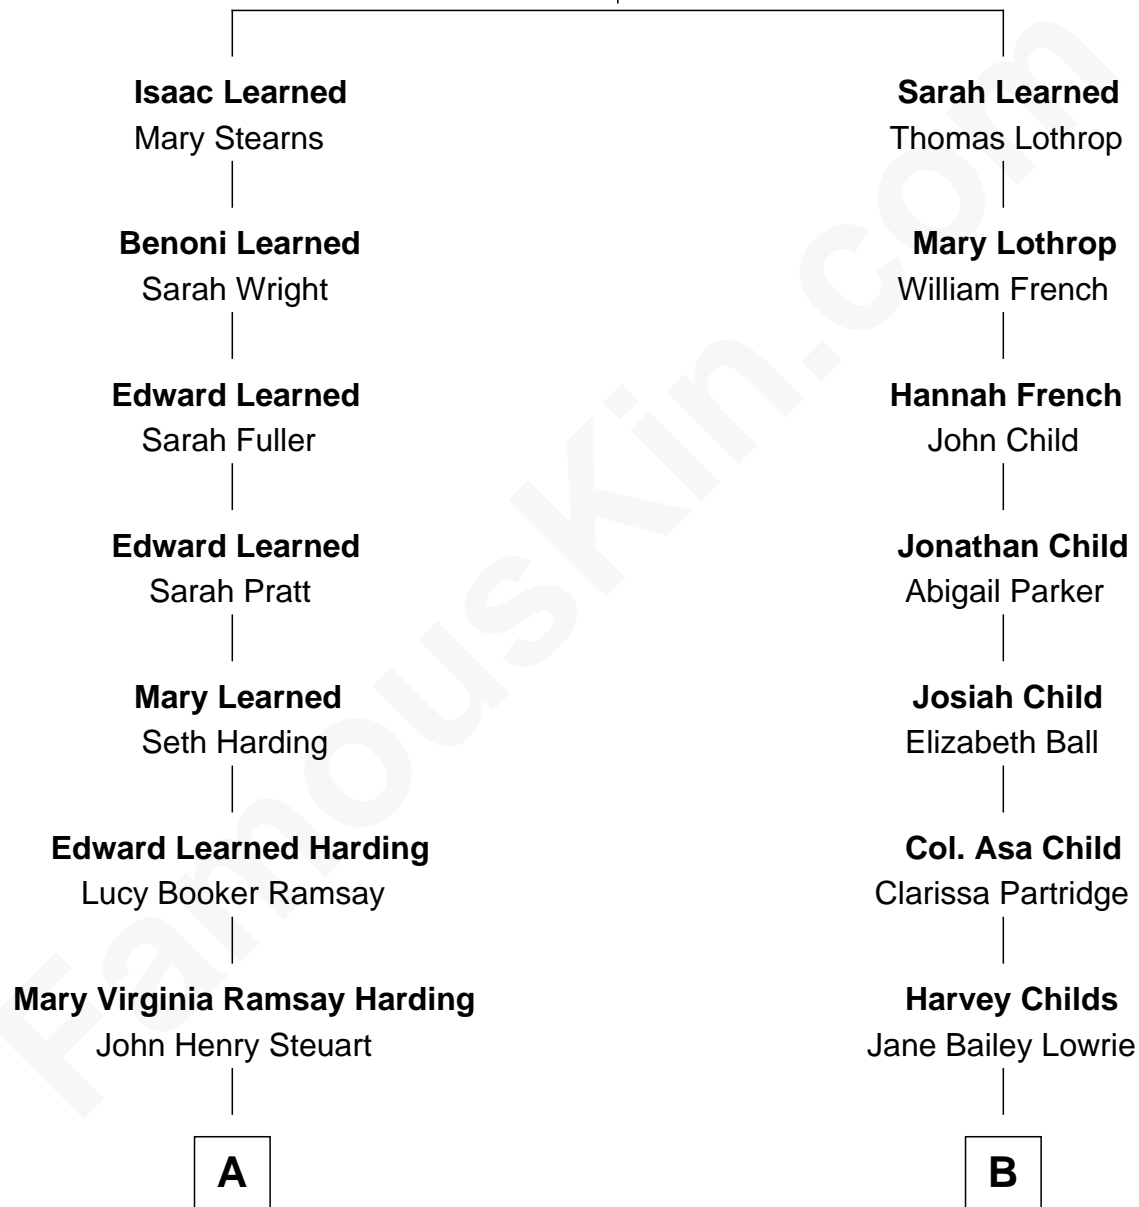 Isaac Learned
Mary Stearns
Sarah Learned
Thomas Lothrop
Benoni Learned
Sarah Wright
Mary Lothrop
William French
Edward Learned
Sarah Fuller
Hannah French
John Child
Edward Learned
Sarah Pratt
Jonathan Child
Abigail Parker
Mary Learned
Seth Harding
Josiah Child
Elizabeth Ball
Edward Learned Harding
Lucy Booker Ramsay
Col. Asa Child
Clarissa Partridge
Mary Virginia Ramsay Harding
John Henry Steuart
Harvey Childs
Jane Bailey Lowrie
A
B
FamousKin.com